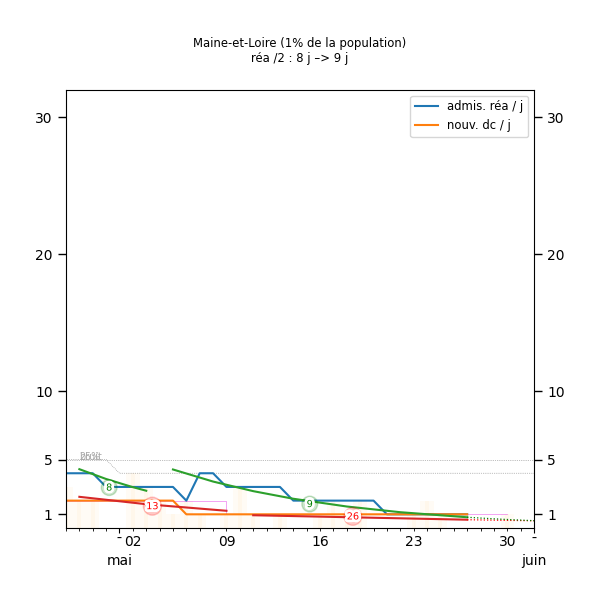 Maine-et-Loire (1% de la population)
réa /2 : 8 j –> 9 j
admis. réa / j
nouv. dc / j
30 30
20 20
10 10
5 5
1 1
8
13
9
26
02 09 16 23 30
mai juin